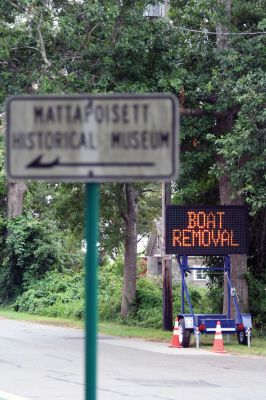 MATTAPOISETT
HISTORICAL MUSEUM
BOAT
REMOVAL